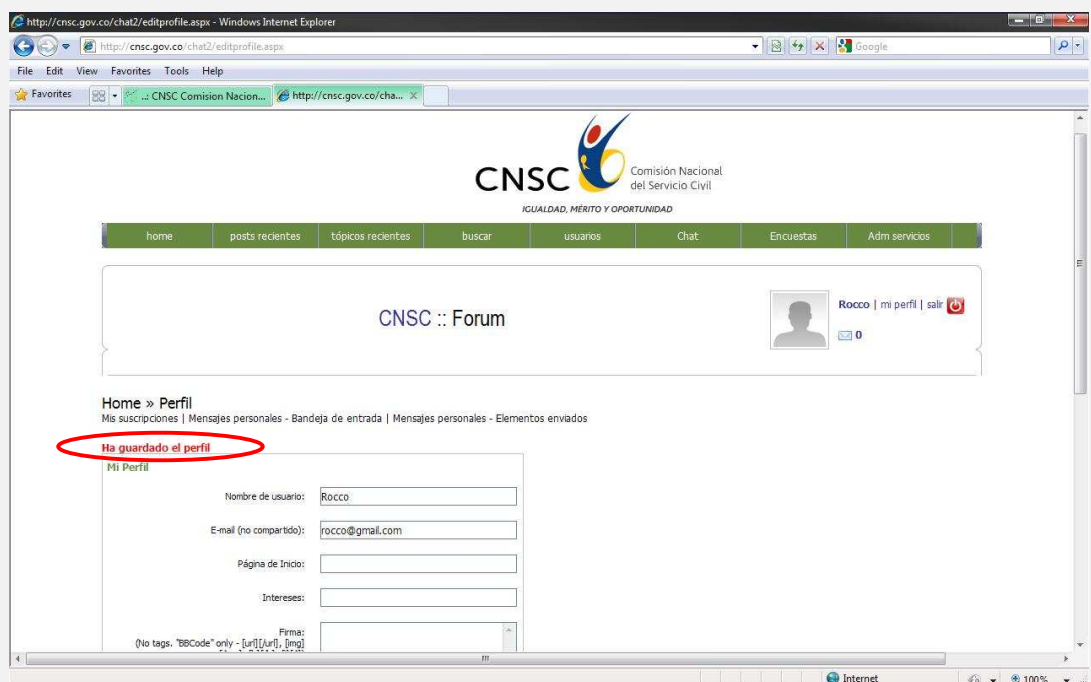 http://cnsc.gov.co/chat2/editprofile.aspx - Windows Internet Explorer
http://cnsc.gov.co/chat2/editprofile.aspx
Google
File Edit View Favorites Tools Help
Favorites
..: CNSC Comision Nacion...
http://cnsc.gov.co/cha...
CNSC
Comisión Nacional
del Servicio Civil
IGUALDAD, MÉRITO Y OPORTUNIDAD
home posts recientes tópicos recientes buscar usuarios Chat Encuestas Adm servicios
CNSC :: Forum
Rocco | mi perfil | salir
0
Home » Perfil
Mis suscripciones | Mensajes personales - Bandeja de entrada | Mensajes personales - Elementos enviados
Ha guardado el perfil
Mi Perfil
Nombre de usuario: Rocco
E-mail (no compartido): rocco@gmail.com
Página de Inicio:
Intereses:
Firma:
(No tags. "BBCode" only - [url][/url], [img]
Internet
100%